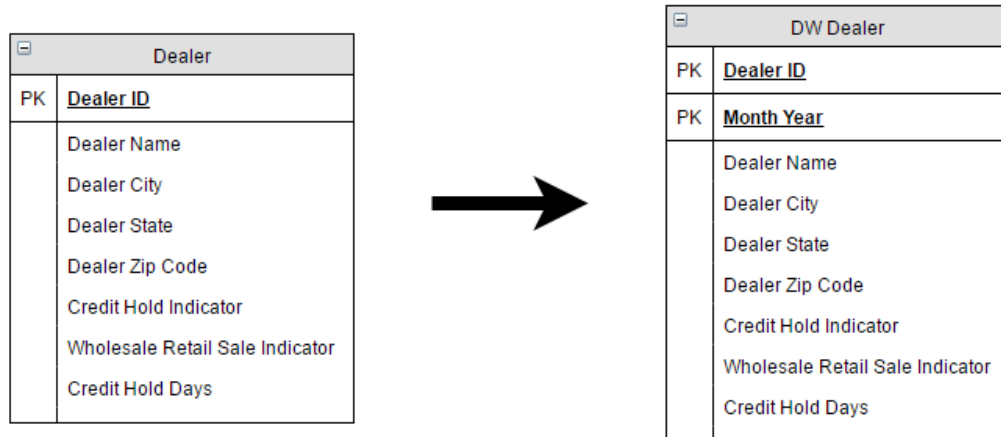 Dealer
PK Dealer ID
Dealer Name
Dealer City
Dealer State
Dealer Zip Code
Credit Hold Indicator
Wholesale Retail Sale Indicator
Credit Hold Days
DW Dealer
PK Dealer ID
PK Month Year
Dealer Name
Dealer City
Dealer State
Dealer Zip Code
Credit Hold Indicator
Wholesale Retail Sale Indicator
Credit Hold Days